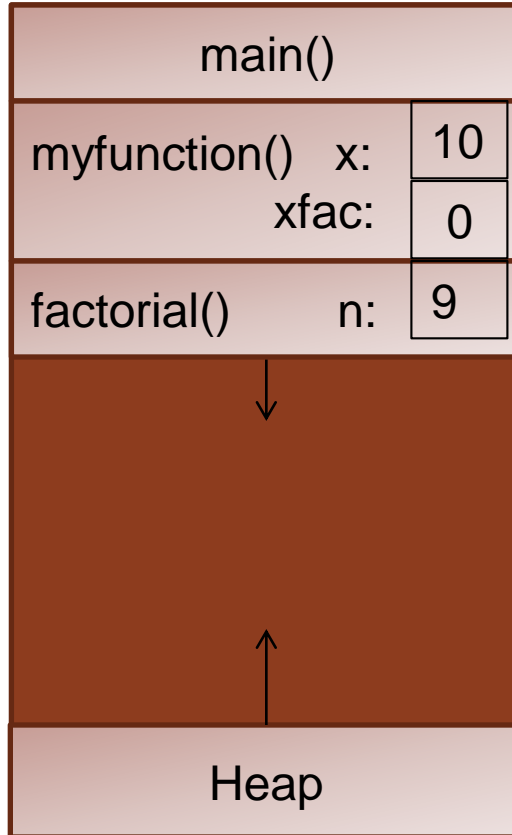 main()
myfunction() x: 10
xfac: 0
factorial() n: 9
Heap